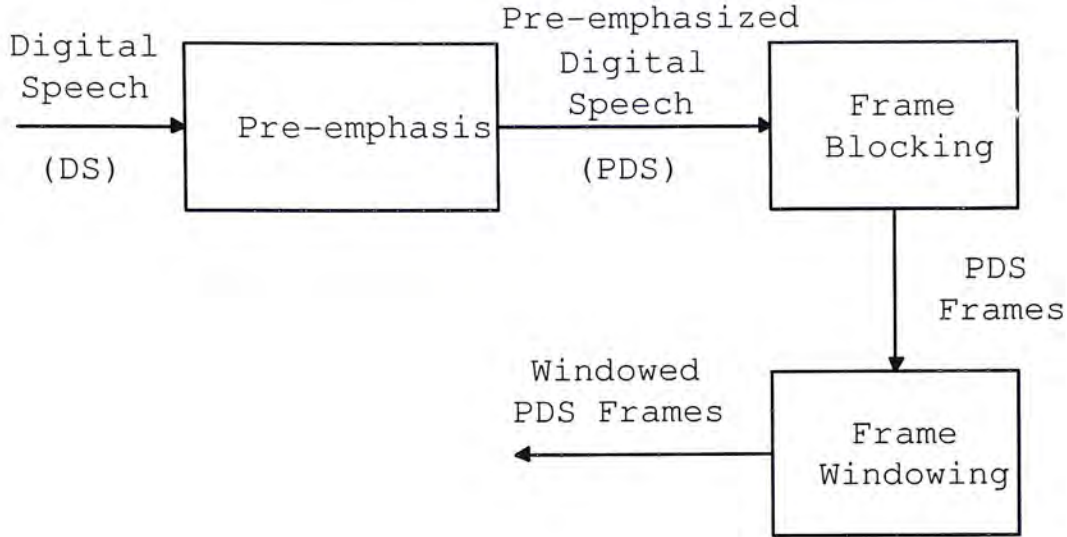 Digital
Speech
(DS)
Pre-emphasis
Pre-emphasized
Digital
Speech
(PDS)
Frame
Blocking
PDS
Frames
Frame
Windowing
Windowed
PDS Frames